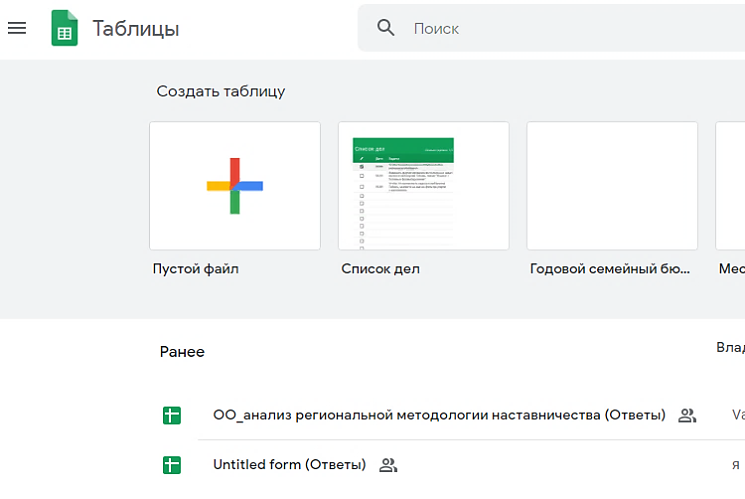 Таблицы
Поиск
Создать таблицу
Список дел
Пустой файл
Список дел
Годовой семейный бю...
Мес
Ранее
Влад
ОО_анализ региональной методологии наставничества (Ответы)
Va
Untitled form (Ответы)
я